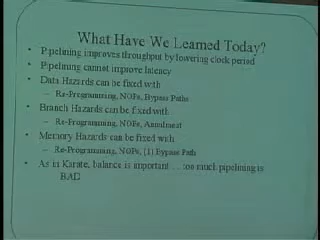 What Have We Learned Today?
• Pipelining improves throughput by lowering clock period
• Pipelining cannot improve latency
• Data Hazards can be fixed with
– Re-Programming, NOPs, Bypass Paths
• Branch Hazards can be fixed with
– Re-Programming, NOPs, Annulment
• Memory Hazards can be fixed with
– Re-Programming, NOPs, (1) Bypass Path
• As in Karate, balance is important . . . too much pipelining is
BAD